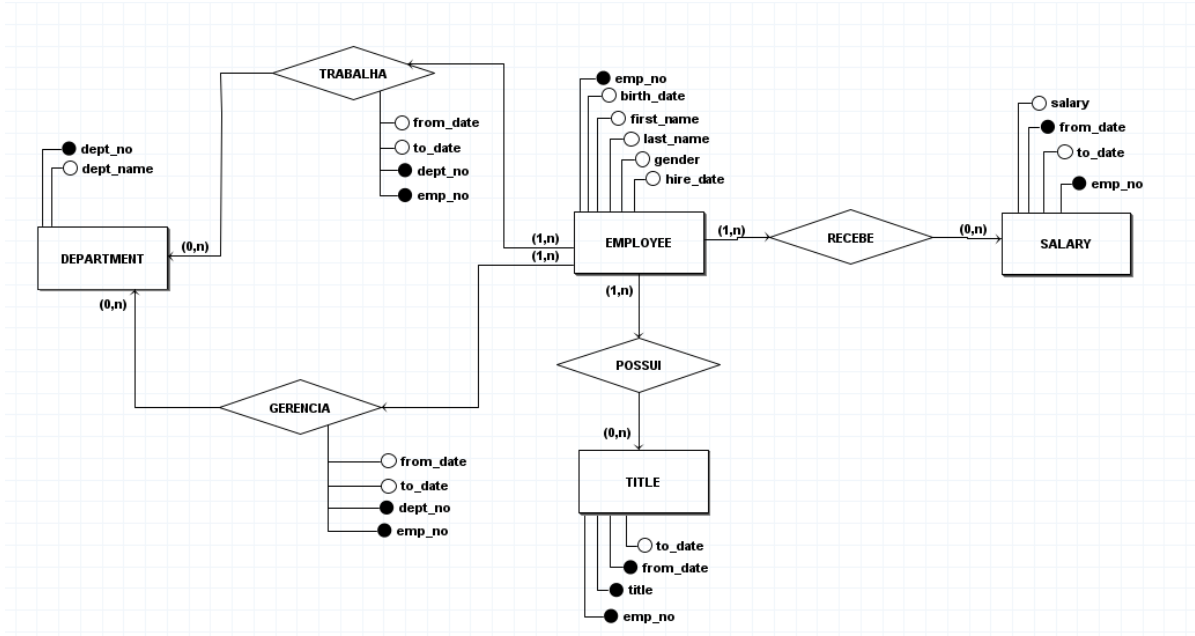 TRABALHA
from_date
to_date
dept_no
emp_no
dept_no
dept_name
DEPARTMENT
(0,n)
(0,n)
emp_no
birth_date
first_name
last_name
gender
hire_date
EMPLOYEE
(1,n)
(1,n)
(1,n)
(1,n)
RECEBE
(0,n)
salary
from_date
to_date
emp_no
SALARY
POSSUI
(0,n)
TITLE
to_date
from_date
title
emp_no
GERENCIA
from_date
to_date
dept_no
emp_no